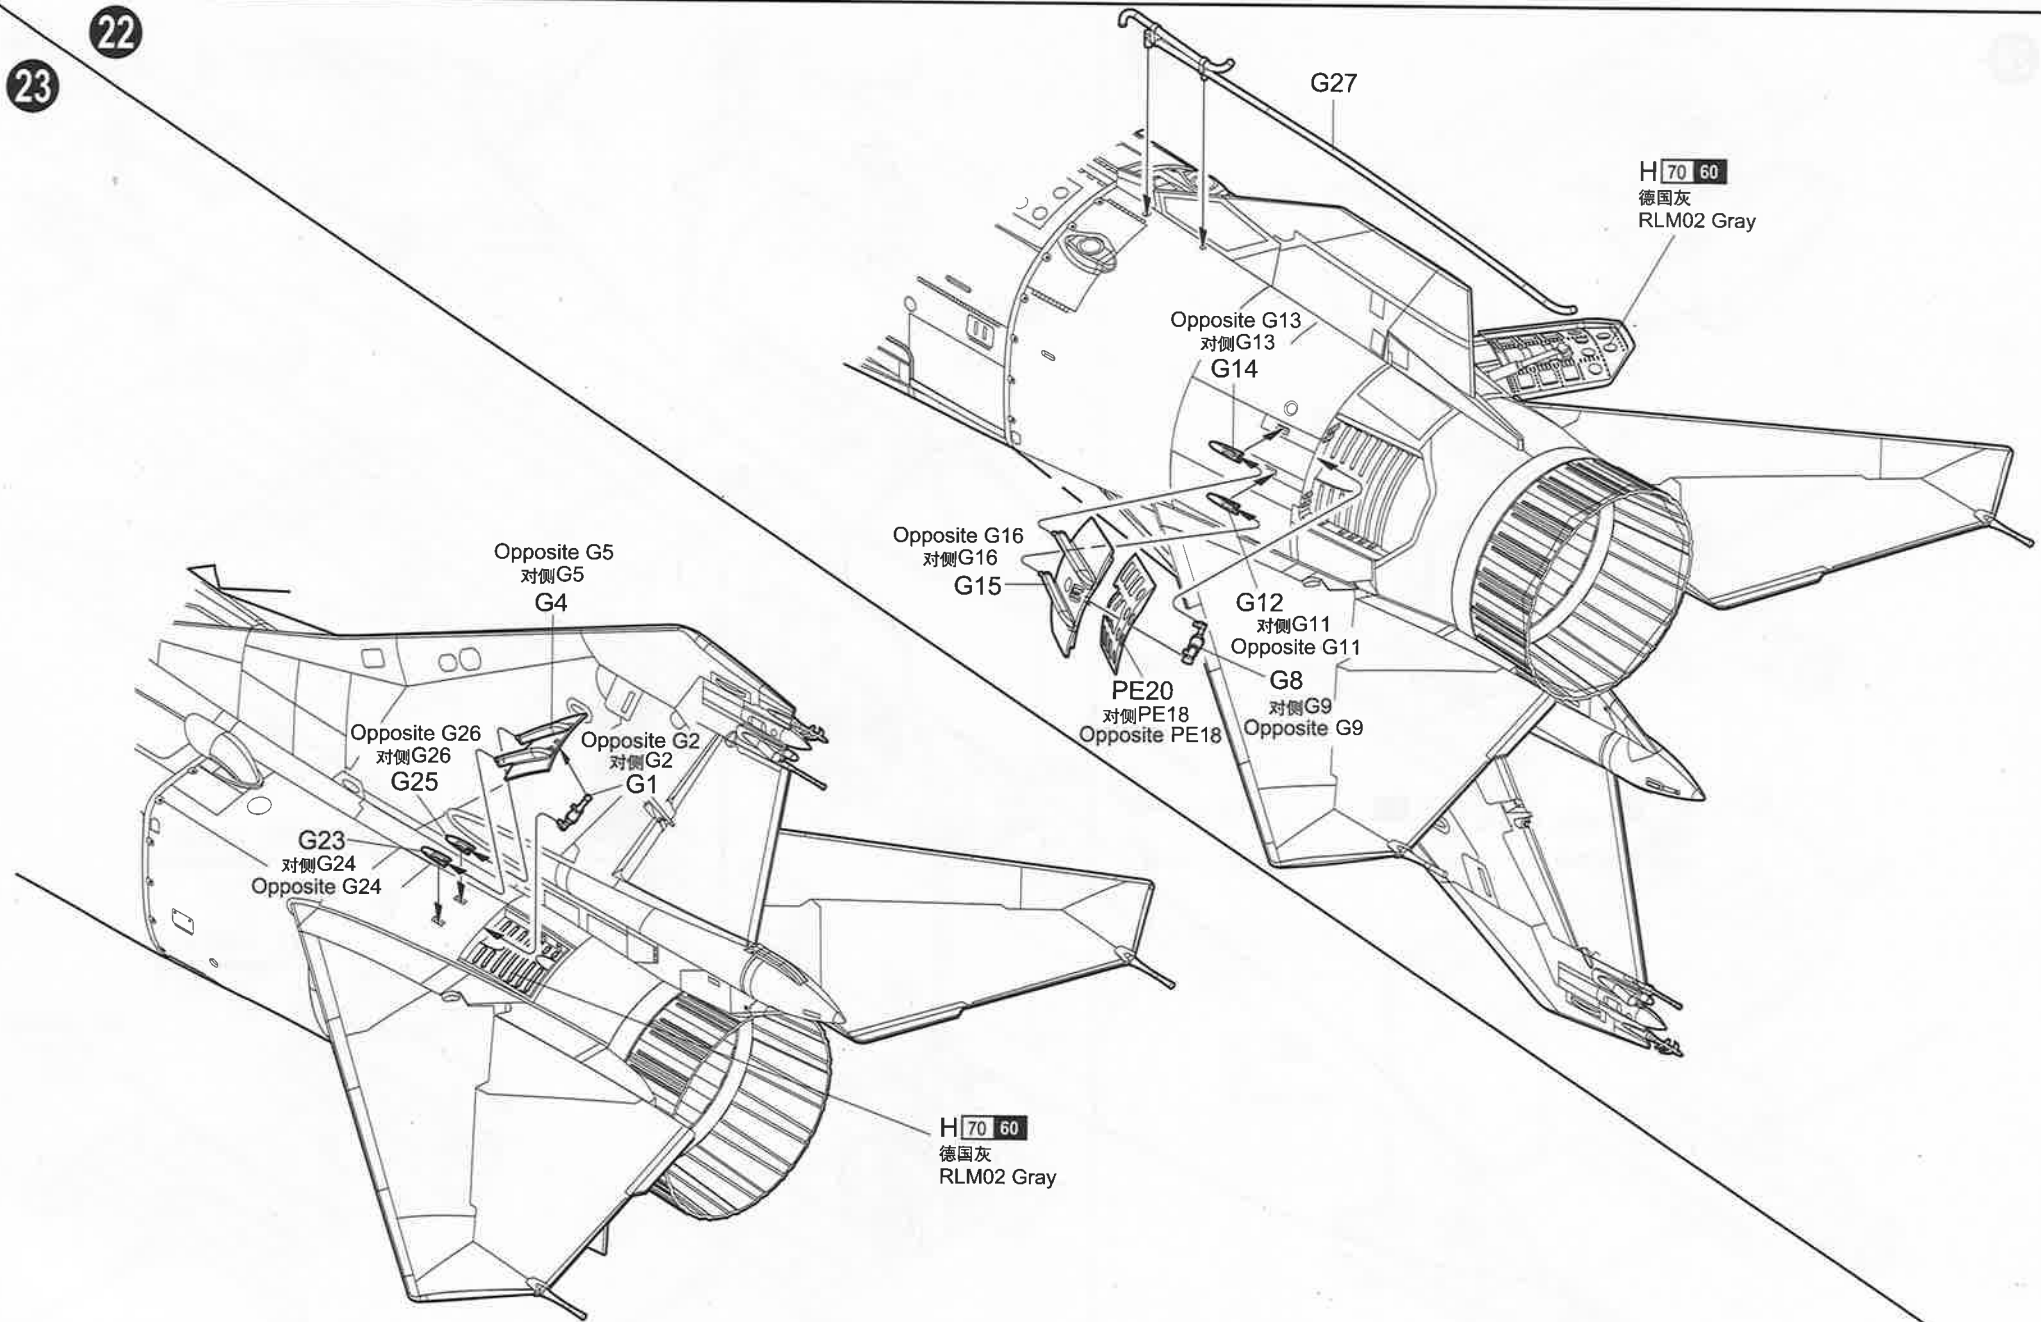 22
23
G27
H 70 60
德国灰
RLM02 Gray
Opposite G13
对侧G13
G14
Opposite G16
对侧G16
G15
G12
对侧G11
Opposite G11
PE20
对侧PE18
Opposite PE18
G8
对侧G9
Opposite G9
Opposite G5
对侧G5
G4
Opposite G26
对侧G26
G25
Opposite G2
对侧G2
G1
G23
对侧G24
Opposite G24
H 70 60
德国灰
RLM02 Gray